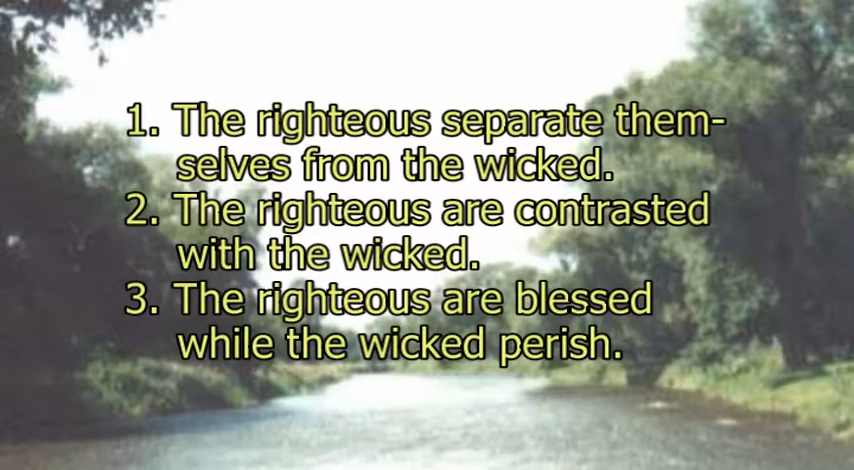 1. The righteous separate them-
selves from the wicked.
2. The righteous are contrasted
with the wicked.
3. The righteous are blessed
while the wicked perish.